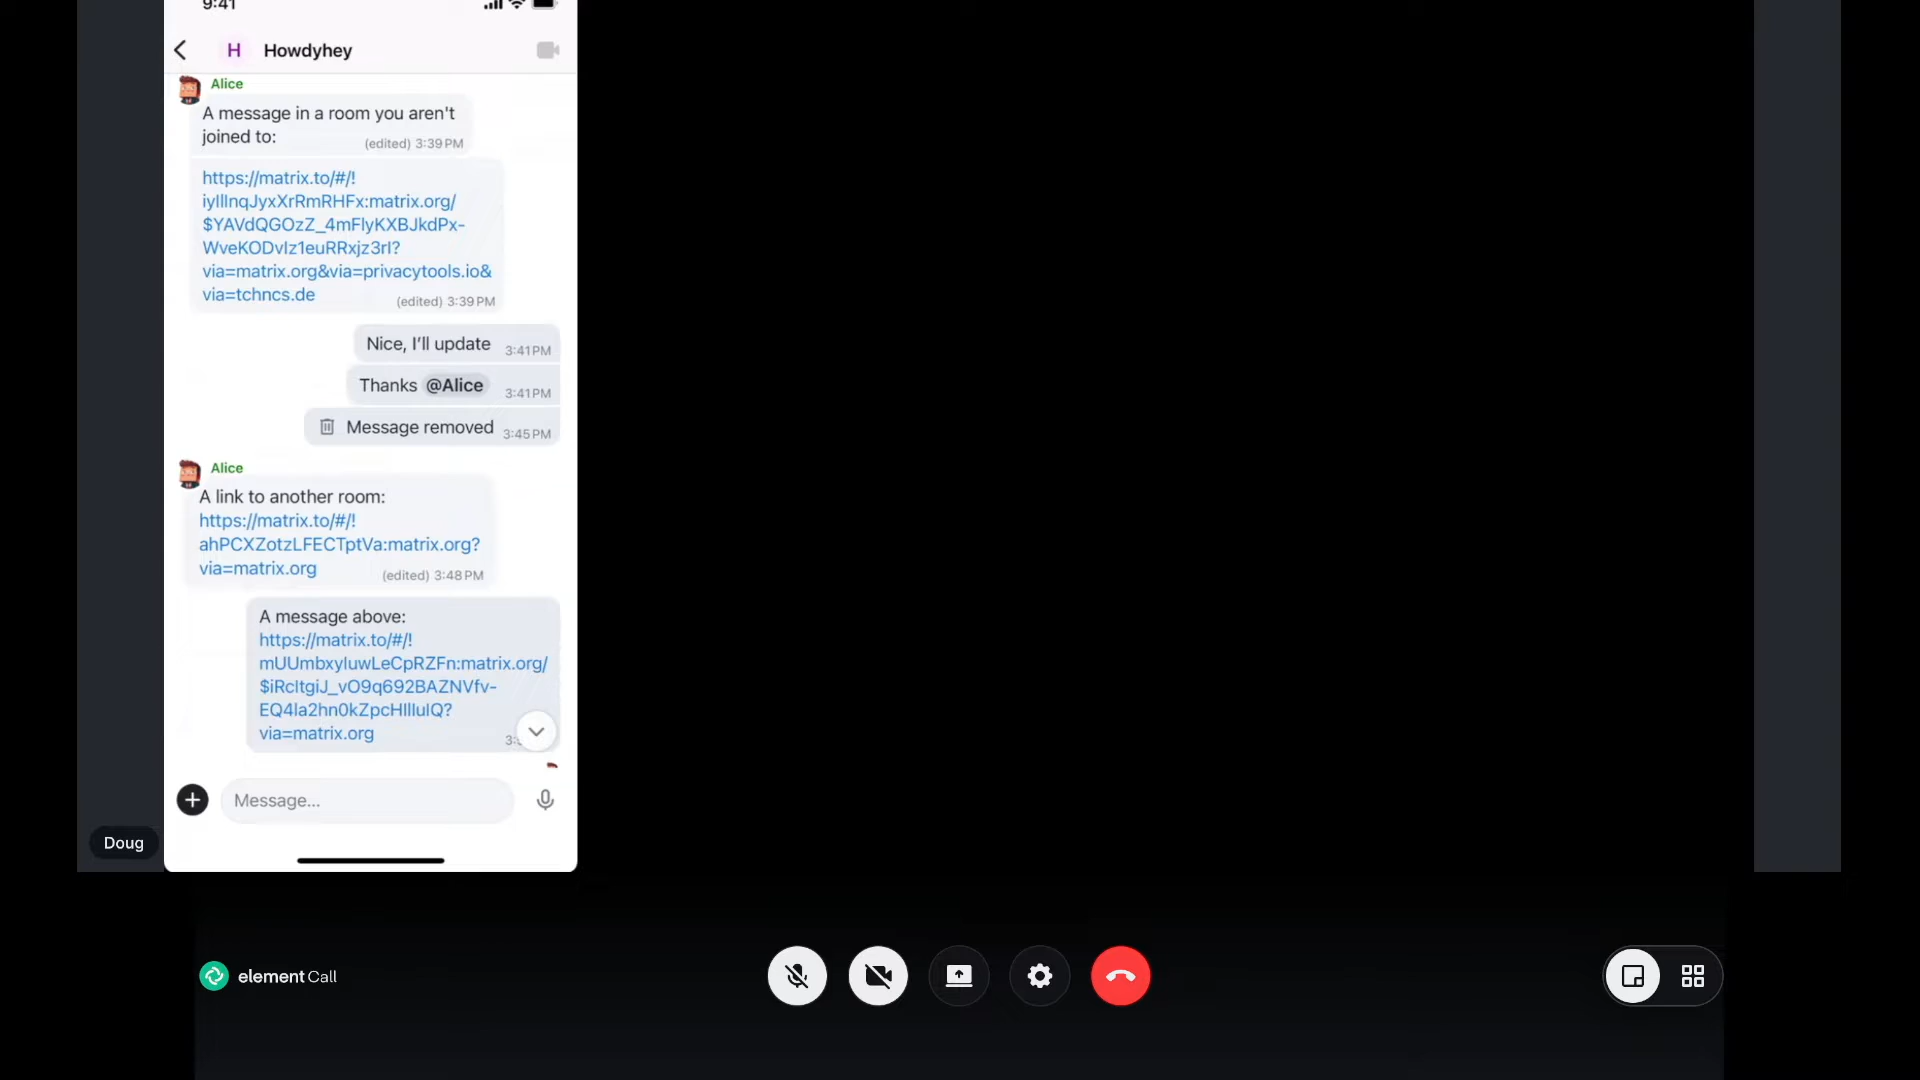 9:41
H Howdyhey
Alice
A message in a room you aren't
joined to:
(edited) 3:39 PM
https://matrix.to/#/!
iyIllnqJyxXrRmRHFx:matrix.org/
$YAVdQGOzZ_4mFlyKXBJkdPx-
WveKODvIz1euRRxjz3rI?
via=matrix.org&via=privacytools.io&
via=tchncs.de
(edited) 3:39 PM
Nice, I’ll update 3:41 PM
Thanks @Alice 3:41 PM
Message removed 3:45 PM
Alice
A link to another room:
https://matrix.to/#/!
ahPCXZotzLFECTptVa:matrix.org?
via=matrix.org
(edited) 3:48 PM
A message above:
https://matrix.to/#/!
mUUmbxyIuwLeCpRZFn:matrix.org/
$iRcItgiJ_vO9q692BAZNVfv-
EQ4la2hn0kZpcHIlIuIQ?
via=matrix.org
Message...
Doug
element Call